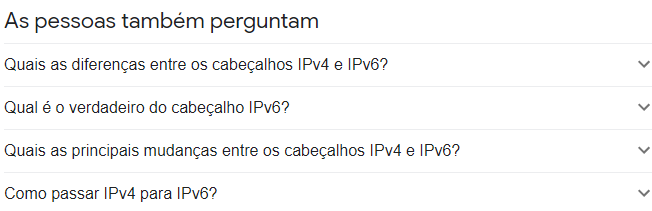 As pessoas também perguntam
Quais as diferenças entre os cabeçalhos IPv4 e IPv6?
Qual é o verdadeiro do cabeçalho IPv6?
Quais as principais mudanças entre os cabeçalhos IPv4 e IPv6?
Como passar IPv4 para IPv6?